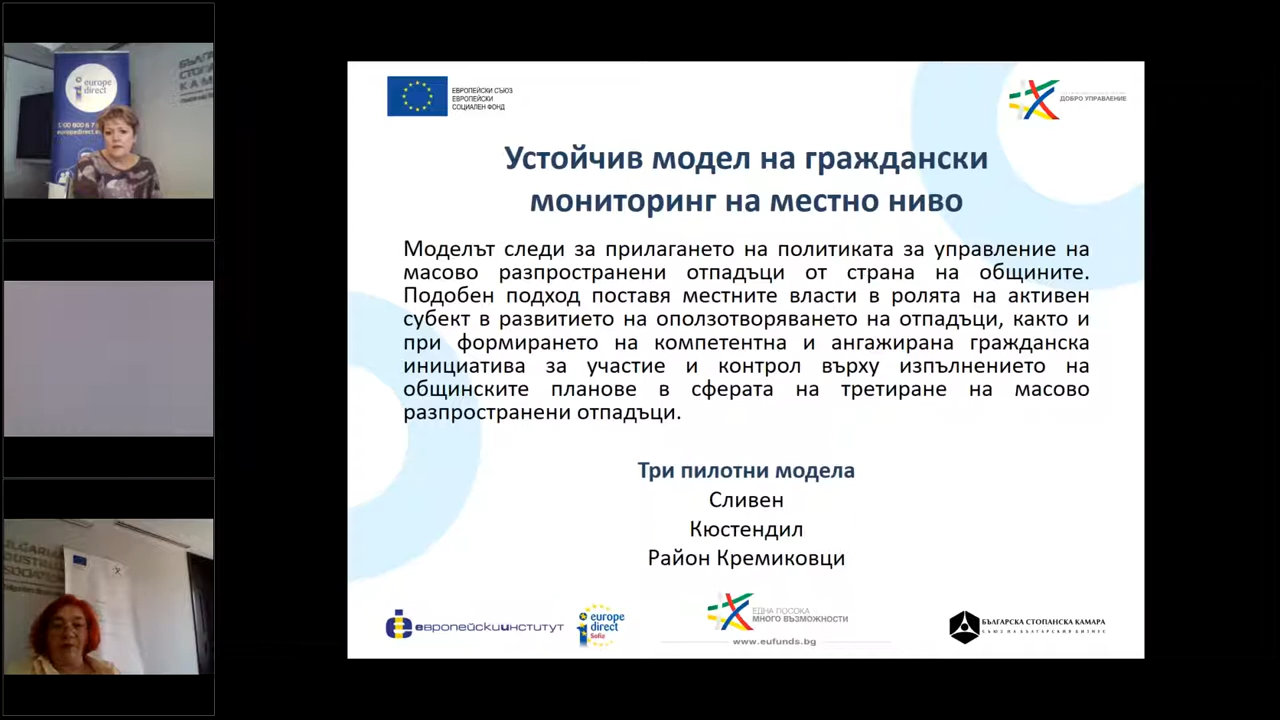 europe
direct
ЕВРОПЕЙСКИ СЪЮЗ
ЕВРОПЕЙСКИ
СОЦИАЛЕН ФОНД
ДОБРО УПРАВЛЕНИЕ
Устойчив модел на граждански
мониторинг на местно ниво
Моделът следи за прилагането на политиката за управление на
масово разпространени отпадъци от страна на общините.
Подобен подход поставя местните власти в ролята на активен
субект в развитието на оползотворяването на отпадъци, както и
при формирането на компетентна и ангажирана гражданска
инициатива за участие и контрол върху изпълнението на
общинските планове в сферата на третиране на масово
разпространени отпадъци.
Три пилотни модела
Сливен
Кюстендил
Район Кремиковци
европейскиинститут
europe
direct
Sofia
ЕДНА ПОСОКА
МНОГО ВЪЗМОЖНОСТИ
www.eufunds.bg
БЪЛГАРСКА СТОПАНСКА КАМАРА
СЪЮЗ НА БЪЛГАРСКИЯ БИЗНЕС